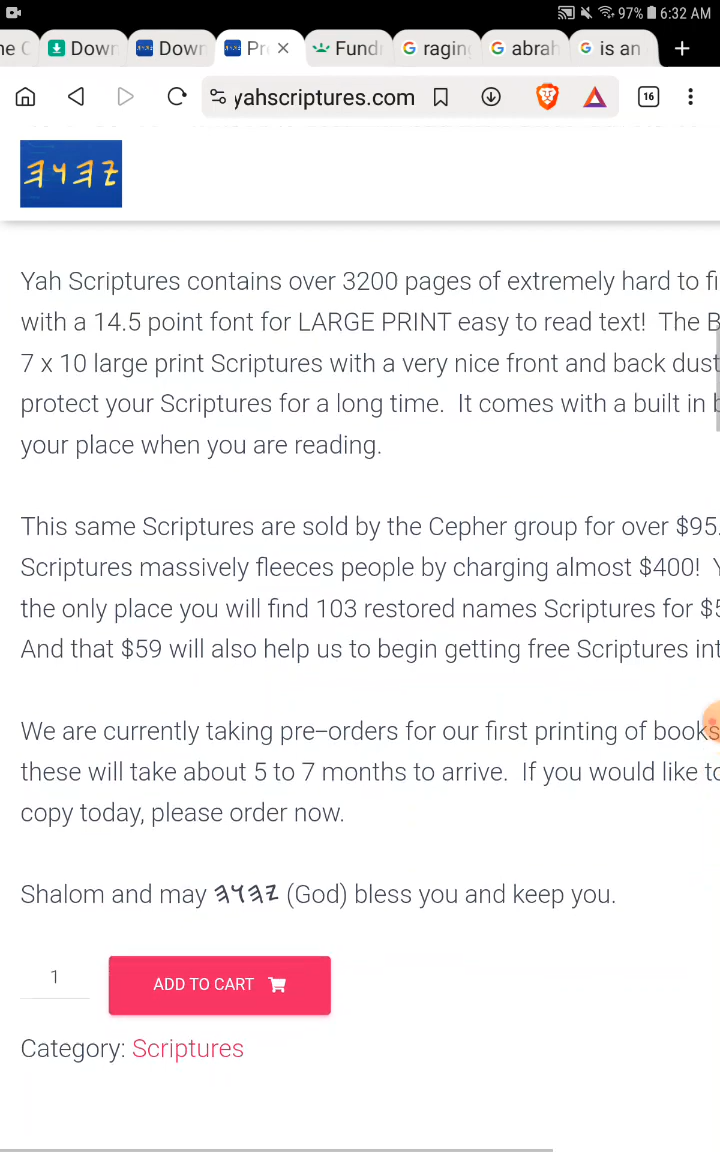 97% 6:32 AM
Down
Down
Fund
raging
abrah
is an
yahscriptures.com
16
𐤉𐤄𐤅𐤄
Yah Scriptures contains over 3200 pages of extremely hard to fi
with a 14.5 point font for LARGE PRINT easy to read text! The B
7 x 10 large print Scriptures with a very nice front and back dust
protect your Scriptures for a long time. It comes with a built in b
your place when you are reading.
This same Scriptures are sold by the Cepher group for over $95.
Scriptures massively fleeces people by charging almost $400! Y
the only place you will find 103 restored names Scriptures for $5
And that $59 will also help us to begin getting free Scriptures int
We are currently taking pre-orders for our first printing of books
these will take about 5 to 7 months to arrive. If you would like to
copy today, please order now.
Shalom and may 𐤉𐤄𐤅𐤄 (God) bless you and keep you.
1
ADD TO CART
Category: Scriptures